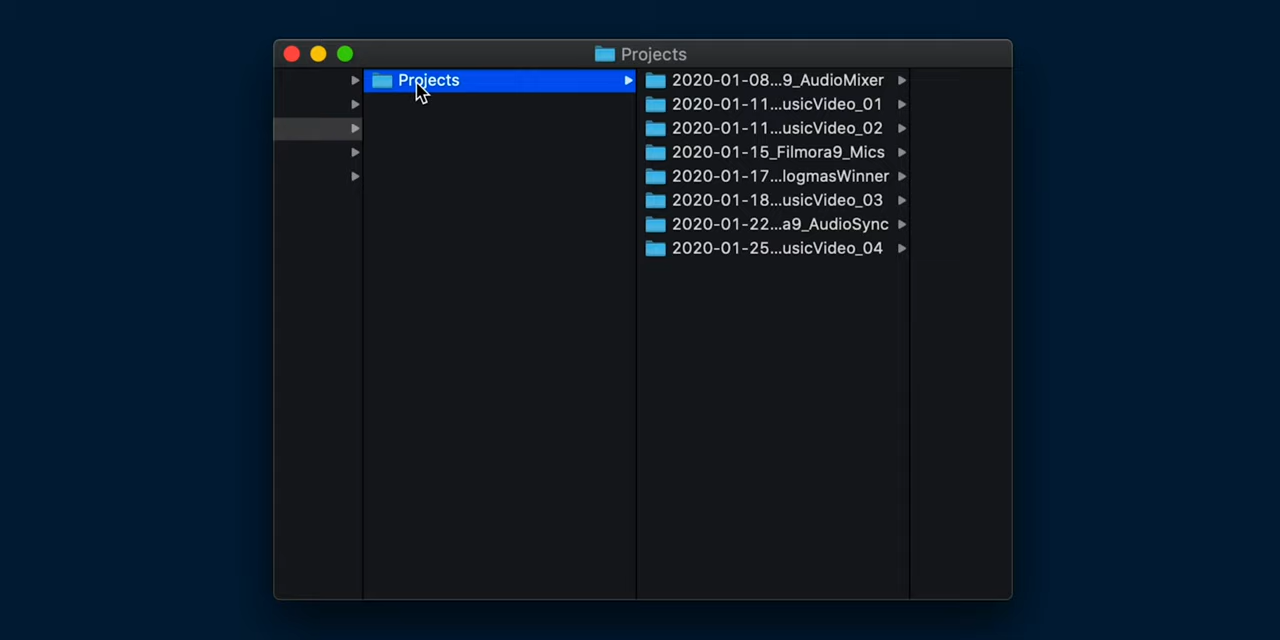 Projects
Projects
2020-01-08...9_AudioMixer
2020-01-11...usicVideo_01
2020-01-11...usicVideo_02
2020-01-15_Filmora9_Mics
2020-01-17...logmasWinner
2020-01-18...usicVideo_03
2020-01-22...a9_AudioSync
2020-01-25...usicVideo_04